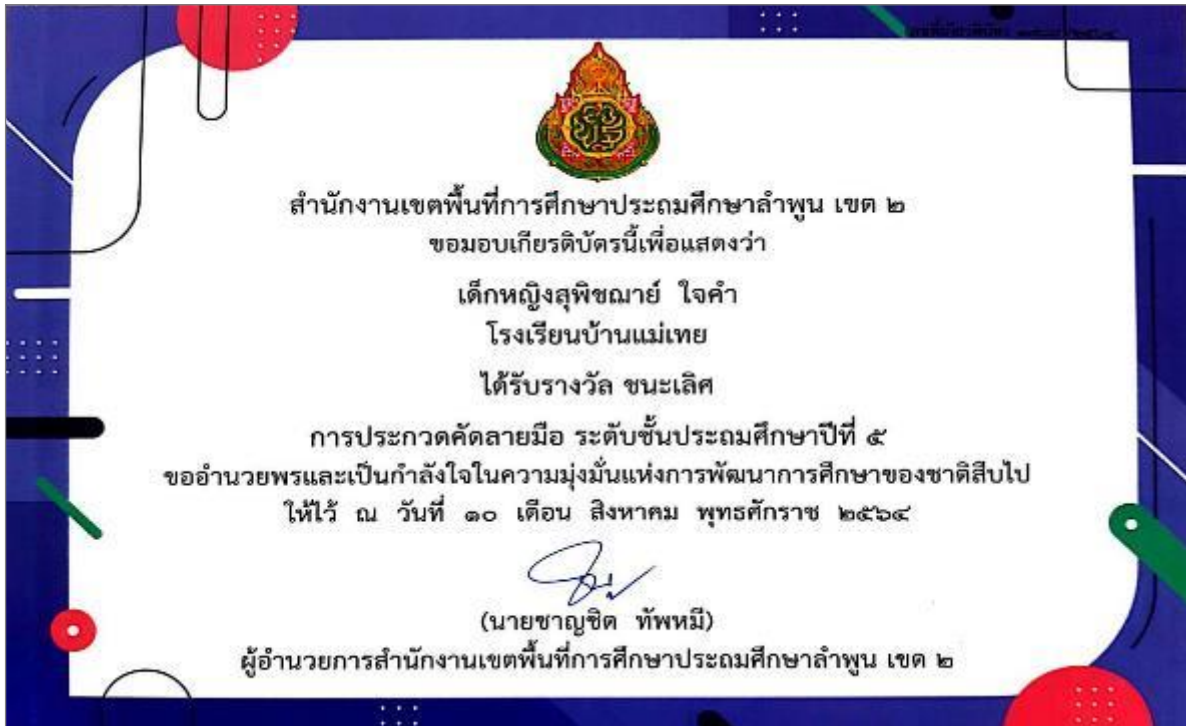 สำนักงานเขตพื้นที่การศึกษาประถมศึกษาลำพูน เขต ๒
ขอมอบเกียรติบัตรนี้เพื่อแสดงว่า
เด็กหญิงสุพิชฌาย์ ใจคำ
โรงเรียนบ้านแม่เทย
ได้รับรางวัล ชนะเลิศ
การประกวดคัดลายมือ ระดับชั้นประถมศึกษาปีที่ ๕
ขออำนวยพรและเป็นกำลังใจในความมุ่งมั่นแห่งการพัฒนาการศึกษาของชาติสืบไป
ให้ไว้ ณ วันที่ ๑๐ เดือน สิงหาคม พุทธศักราช ๒๕๖๔
(นายชาญชิต ทัพหมี)
ผู้อำนวยการสำนักงานเขตพื้นที่การศึกษาประถมศึกษาลำพูน เขต ๒